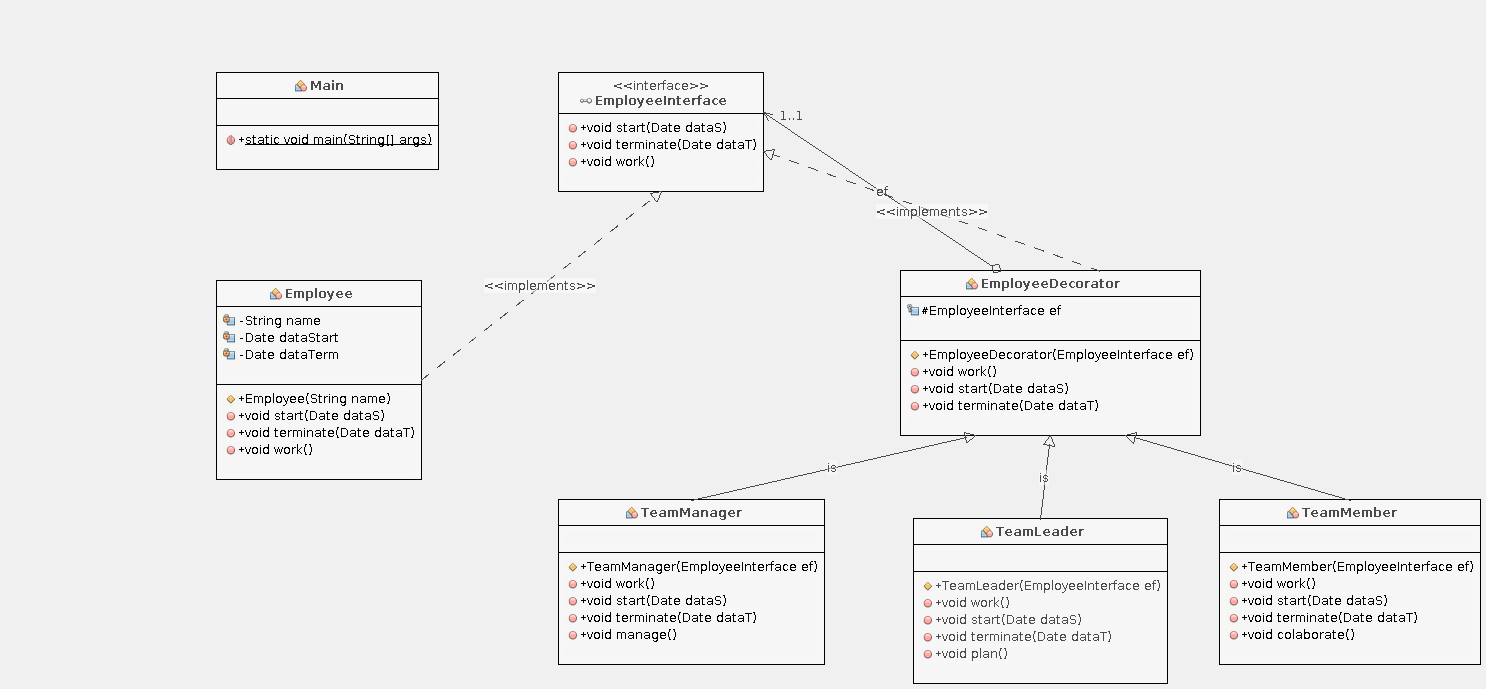 Main
+static void main(String[] args)
<<interface>>
EmployeeInterface
+void start(Date dataS)
+void terminate(Date dataT)
+void work()
1..1
ef
<<implements>>
<<implements>>
Employee
-String name
-Date dataStart
-Date dataTerm
+Employee(String name)
+void start(Date dataS)
+void terminate(Date dataT)
+void work()
EmployeeDecorator
#EmployeeInterface ef
+EmployeeDecorator(EmployeeInterface ef)
+void work()
+void start(Date dataS)
+void terminate(Date dataT)
is
is
is
TeamManager
+TeamManager(EmployeeInterface ef)
+void work()
+void start(Date dataS)
+void terminate(Date dataT)
+void manage()
TeamLeader
+TeamLeader(EmployeeInterface ef)
+void work()
+void start(Date dataS)
+void terminate(Date dataT)
+void plan()
TeamMember
+TeamMember(EmployeeInterface ef)
+void work()
+void start(Date dataS)
+void terminate(Date dataT)
+void colaborate()